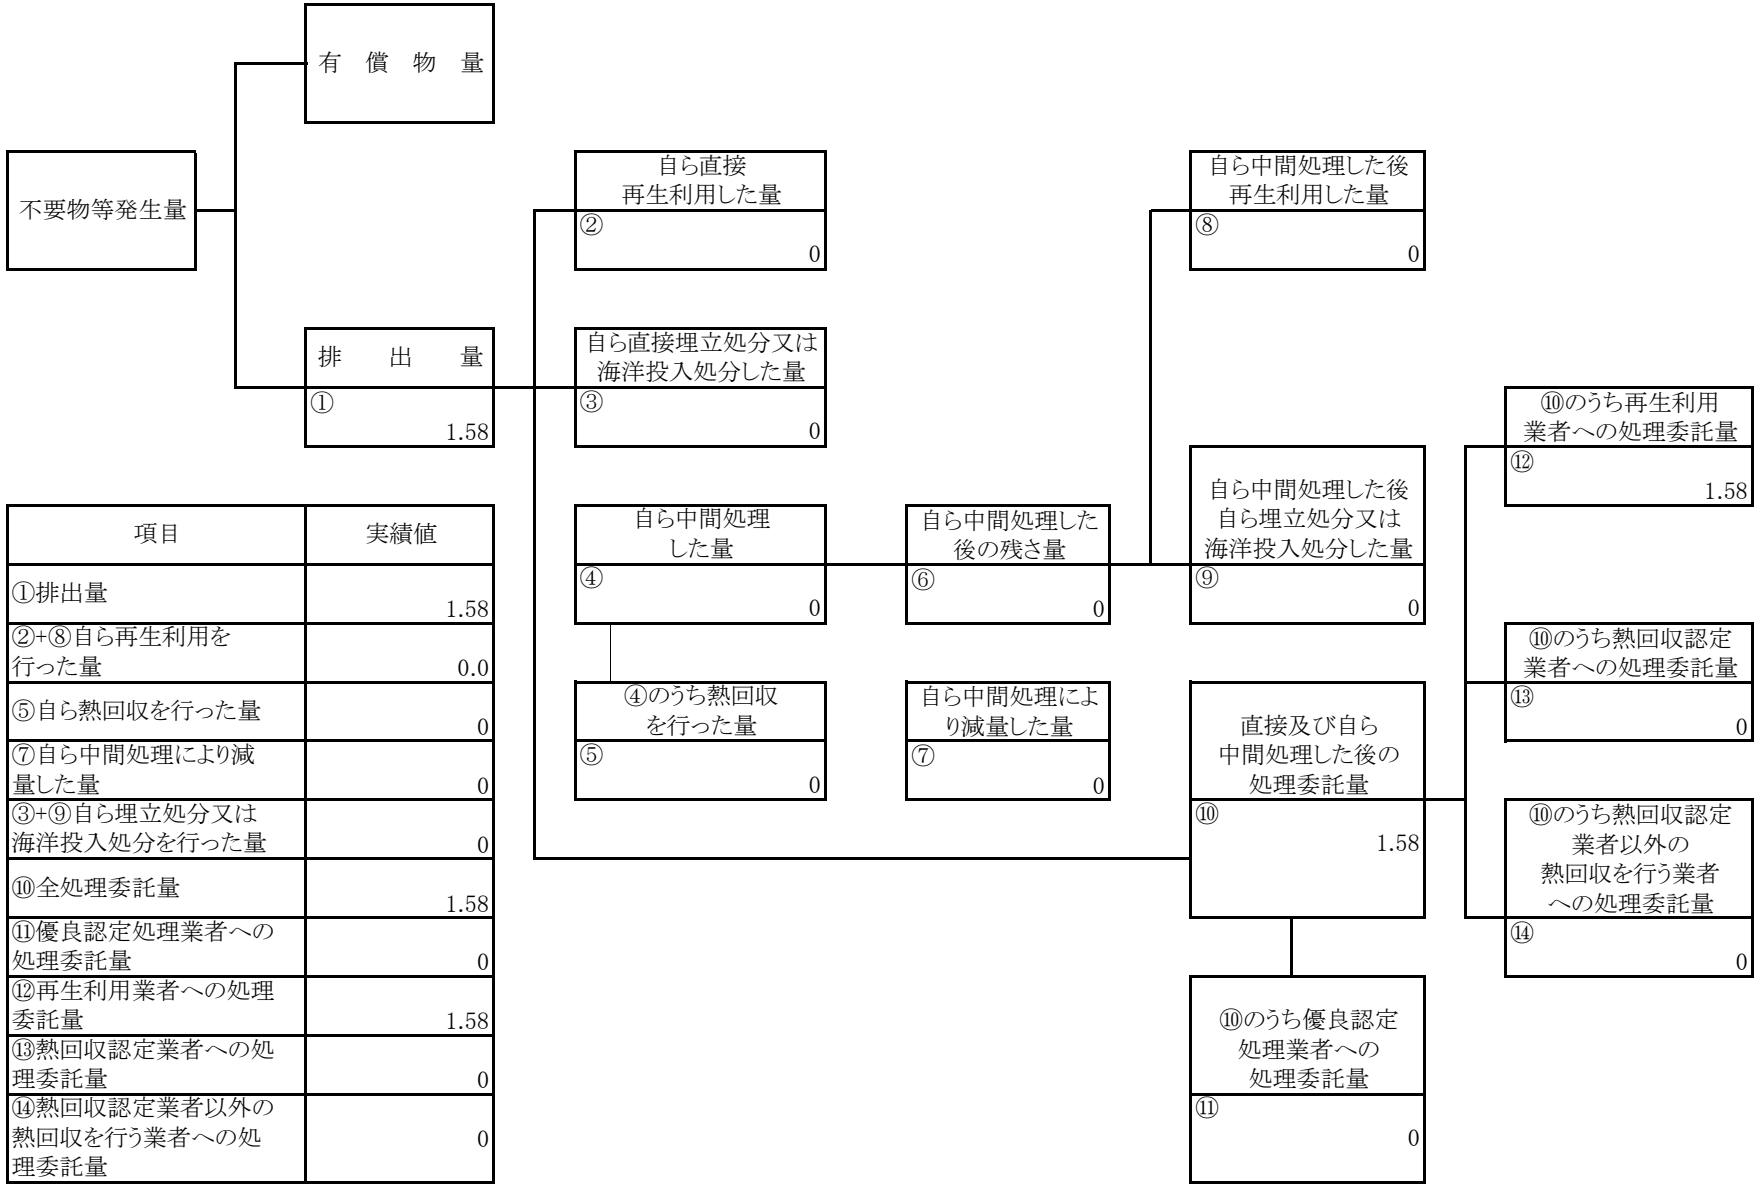 有　償　物　量
不要物等発生量
自ら直接
再生利用した量
②
0
自ら中間処理した後
再生利用した量
⑧
0
排　出　量
①
1.58
自ら直接埋立処分又は
海洋投入処分した量
③
0
⑩のうち再生利用
業者への処理委託量
⑫
1.58
自ら中間処理
した量
④
0
自ら中間処理した
後の残さ量
⑥
0
自ら中間処理した後
自ら埋立処分又は
海洋投入処分した量
⑨
0
⑩のうち熱回収認定
業者への処理委託量
⑬
0
④のうち熱回収
を行った量
⑤
0
自ら中間処理によ
り減量した量
⑦
0
直接及び自ら
中間処理した後の
処理委託量
⑩
1.58
⑩のうち熱回収認定
業者以外の
熱回収を行う業者
への処理委託量
⑭
0
⑩のうち優良認定
処理業者への
処理委託量
⑪
0
項目　実績値
①排出量
1.58
②+⑧自ら再生利用を
行った量
0.0
⑤自ら熱回収を行った量
0
⑦自ら中間処理により減
量した量
0
③+⑨自ら埋立処分又は
海洋投入処分を行った量
0
⑩全処理委託量
1.58
⑪優良認定処理業者への
処理委託量
0
⑫再生利用業者への処理
委託量
1.58
⑬熱回収認定業者への処
理委託量
0
⑭熱回収認定業者以外の
熱回収を行う業者への処
理委託量
0